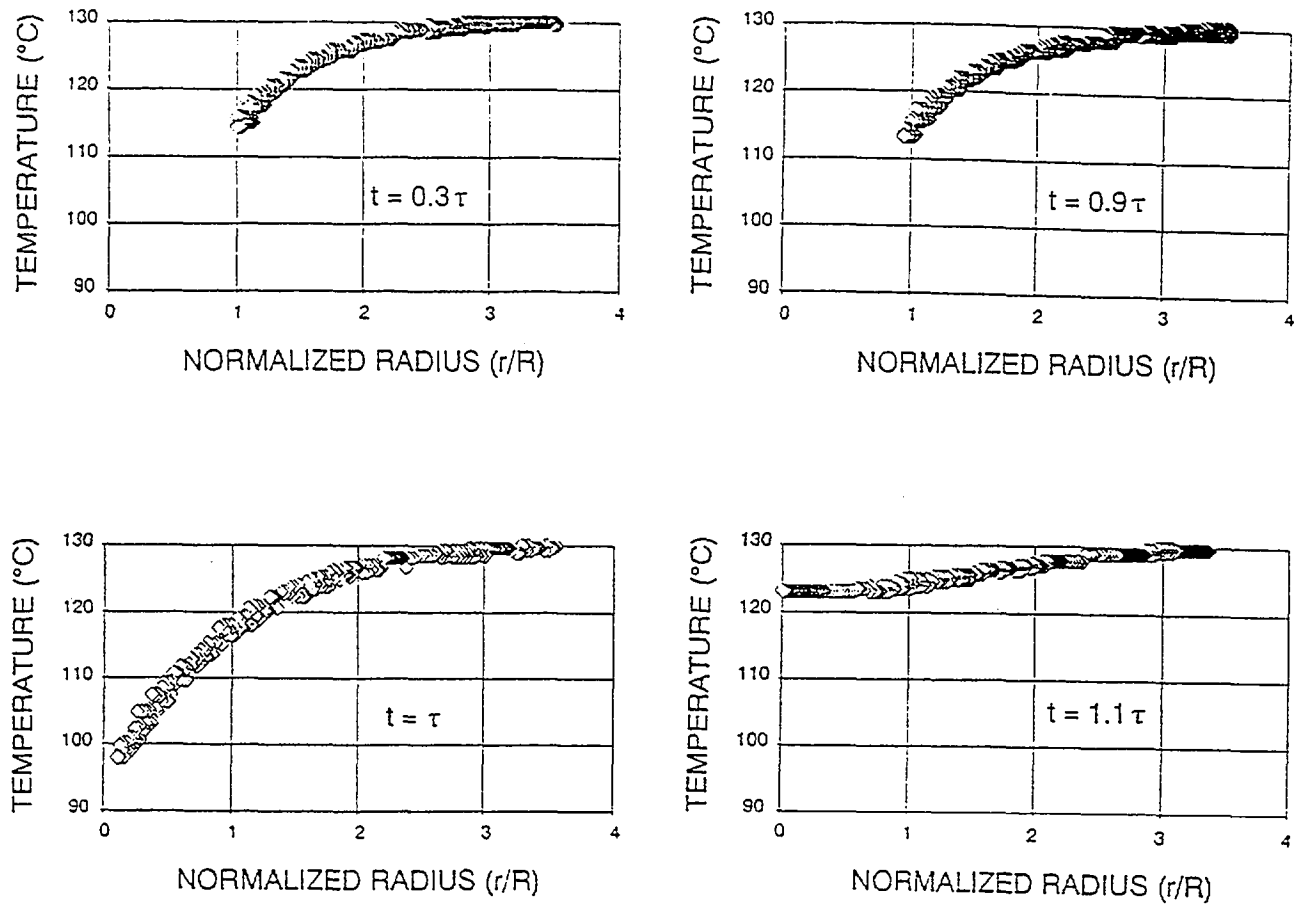 TEMPERATURE (°C)
130
120
110
100
90
0 1 2 3 4
t = 0.3τ
NORMALIZED RADIUS (r/R)
TEMPERATURE (°C)
130
120
110
100
90
0 1 2 3 4
t = 0.9τ
NORMALIZED RADIUS (r/R)
TEMPERATURE (°C)
130
120
110
100
90
0 1 2 3 4
t = τ
NORMALIZED RADIUS (r/R)
TEMPERATURE (°C)
130
120
110
100
90
0 1 2 3 4
t = 1.1τ
NORMALIZED RADIUS (r/R)